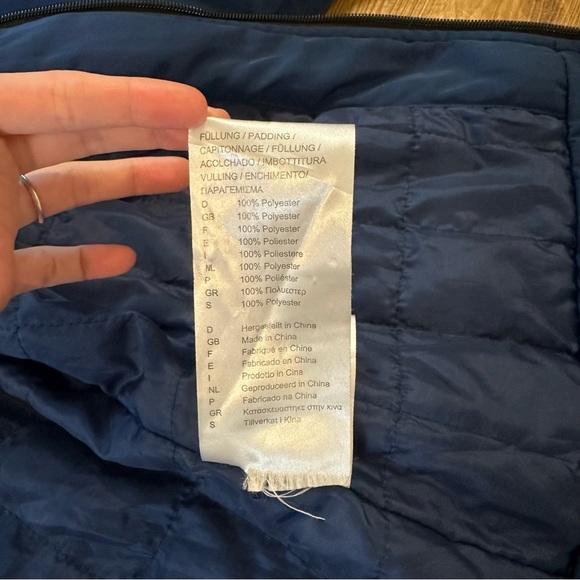 FÜLLUNG / PADDING /
CAPITONNAGE / FÜLLUNG /
ACOLCHADO / IMBOTTITURA
VULLING / ENCHIMENTO/
ΠΑΡΑΓΕΜΙΣΜΑ
D 100% Polyester
GB 100% Polyester
F 100% Polyester
E 100% Poliester
I 100% Poliestere
NL 100% Polyester
P 100% Poliéster
GR 100% Πολυεστερ
S 100% Polyester
D Hergestellt in China
GB Made in China
F Fabriqué en Chine
E Fabricado en China
I Prodotto in Cina
NL Geproduceerd in China
P Fabricado na China
GR Κατασκευαστηκε στην κινα
S Tillverkat i Kina